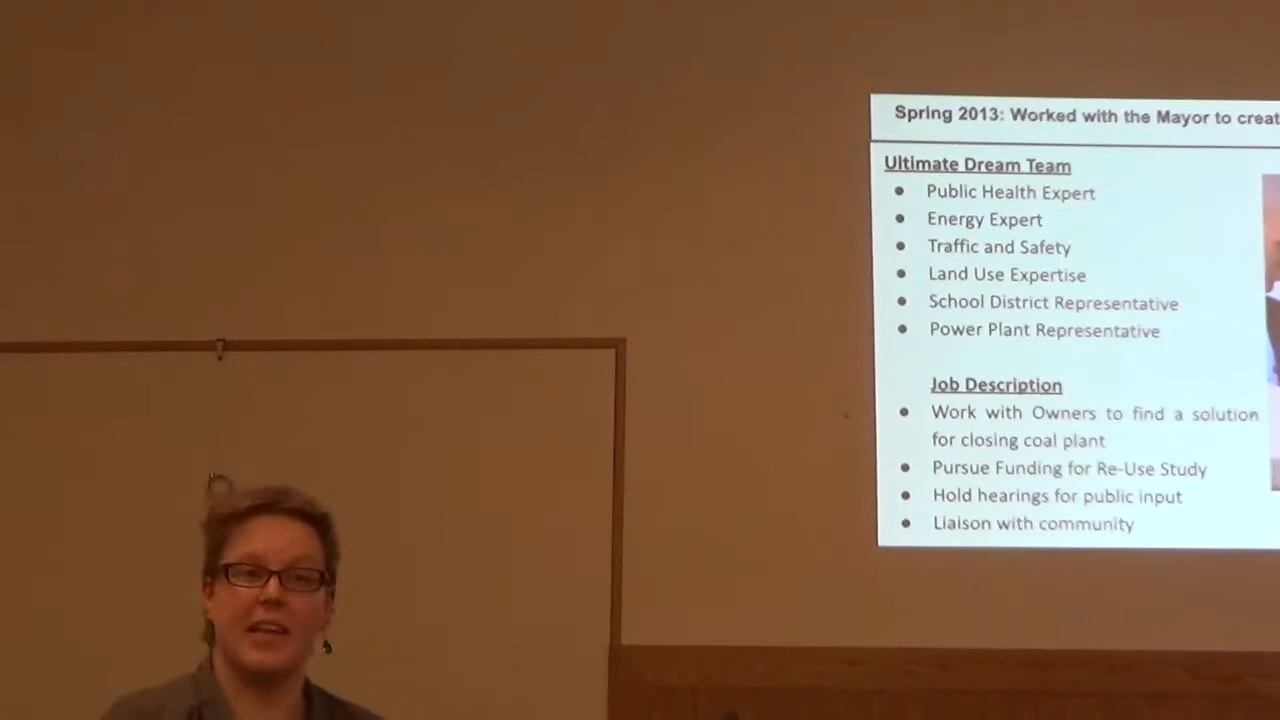 Spring 2013: Worked with the Mayor to creat
Ultimate Dream Team
● Public Health Expert
● Energy Expert
● Traffic and Safety
● Land Use Expertise
● School District Representative
● Power Plant Representative
Job Description
● Work with Owners to find a solution
for closing coal plant
● Pursue Funding for Re-Use Study
● Hold hearings for public input
● Liaison with community